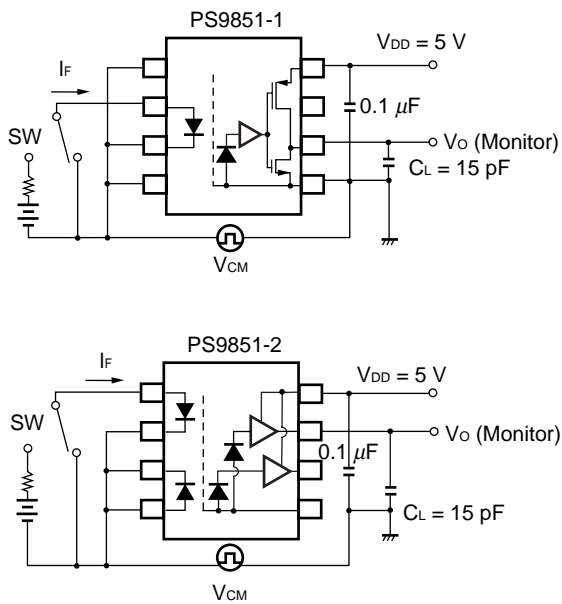 PS9851-1
VDD = 5 V
IF
0.1 μF
SW
VO (Monitor)
CL = 15 pF
VCM
PS9851-2
IF
VDD = 5 V
SW
VO (Monitor)
0.1 μF
CL = 15 pF
VCM